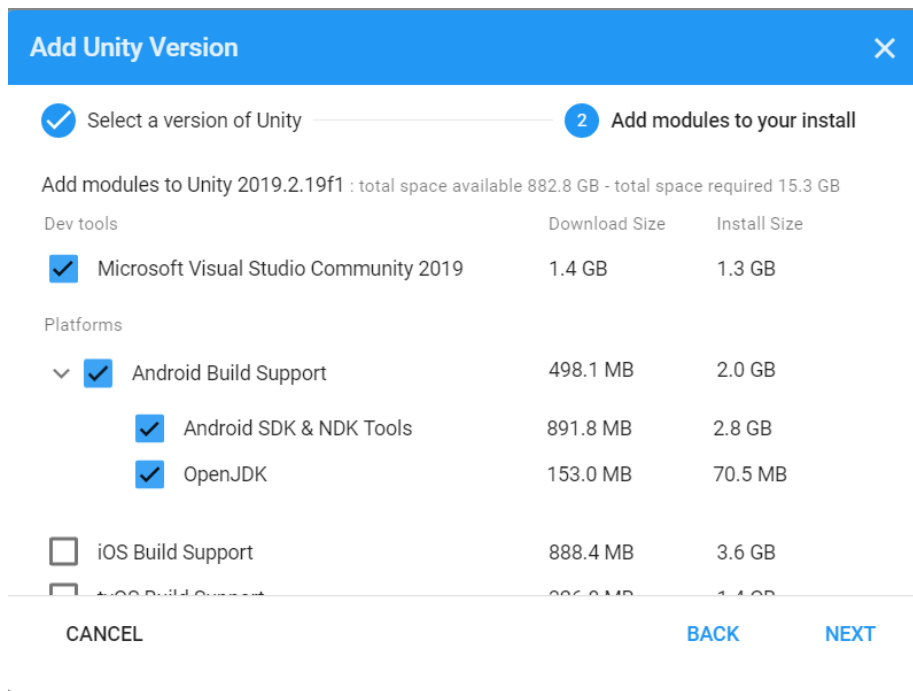 Add Unity Version
Select a version of Unity 2 Add modules to your install
Add modules to Unity 2019.2.19f1 : total space available 882.8 GB - total space required 15.3 GB
Dev tools Download Size Install Size
Microsoft Visual Studio Community 2019 1.4 GB 1.3 GB
Platforms
Android Build Support 498.1 MB 2.0 GB
Android SDK & NDK Tools 891.8 MB 2.8 GB
OpenJDK 153.0 MB 70.5 MB
iOS Build Support 888.4 MB 3.6 GB
tvOS Build Support
CANCEL BACK NEXT